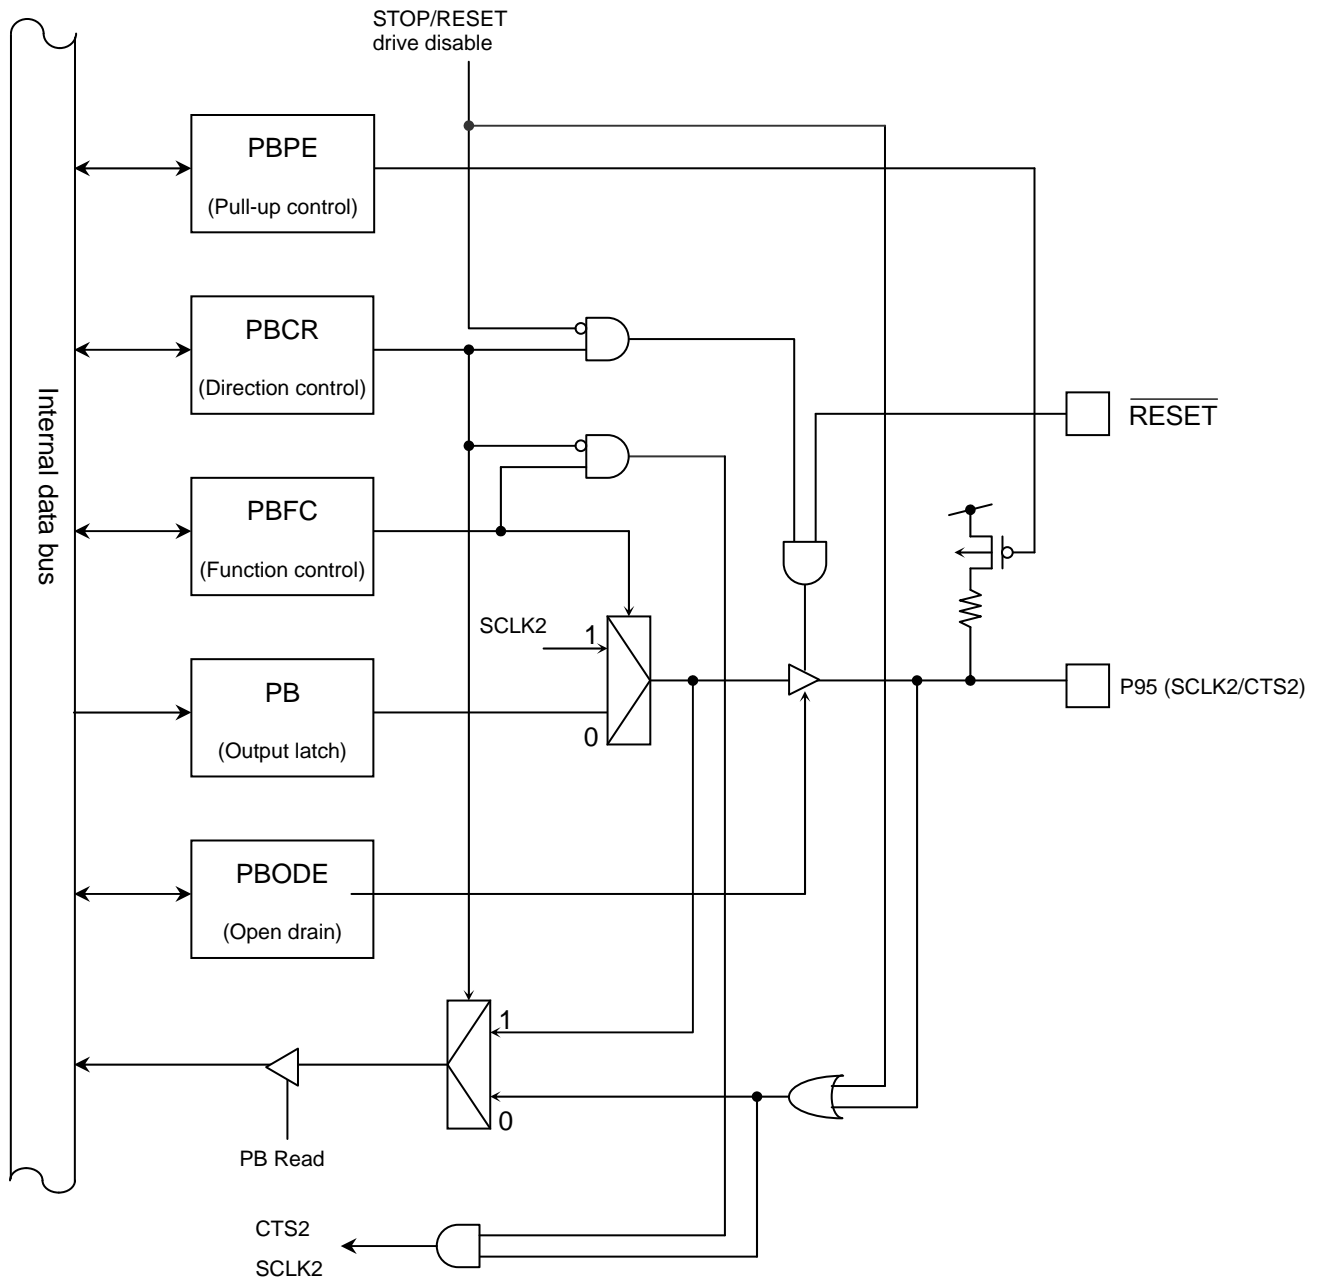 STOP/RESET
drive disable
PBPE
(Pull-up control)
PBCR
(Direction control)
RESET
Internal data bus
PBFC
(Function control)
SCLK2
1
PB
(Output latch)
0
P95 (SCLK2/CTS2)
PBODE
(Open drain)
1
0
PB Read
CTS2
SCLK2